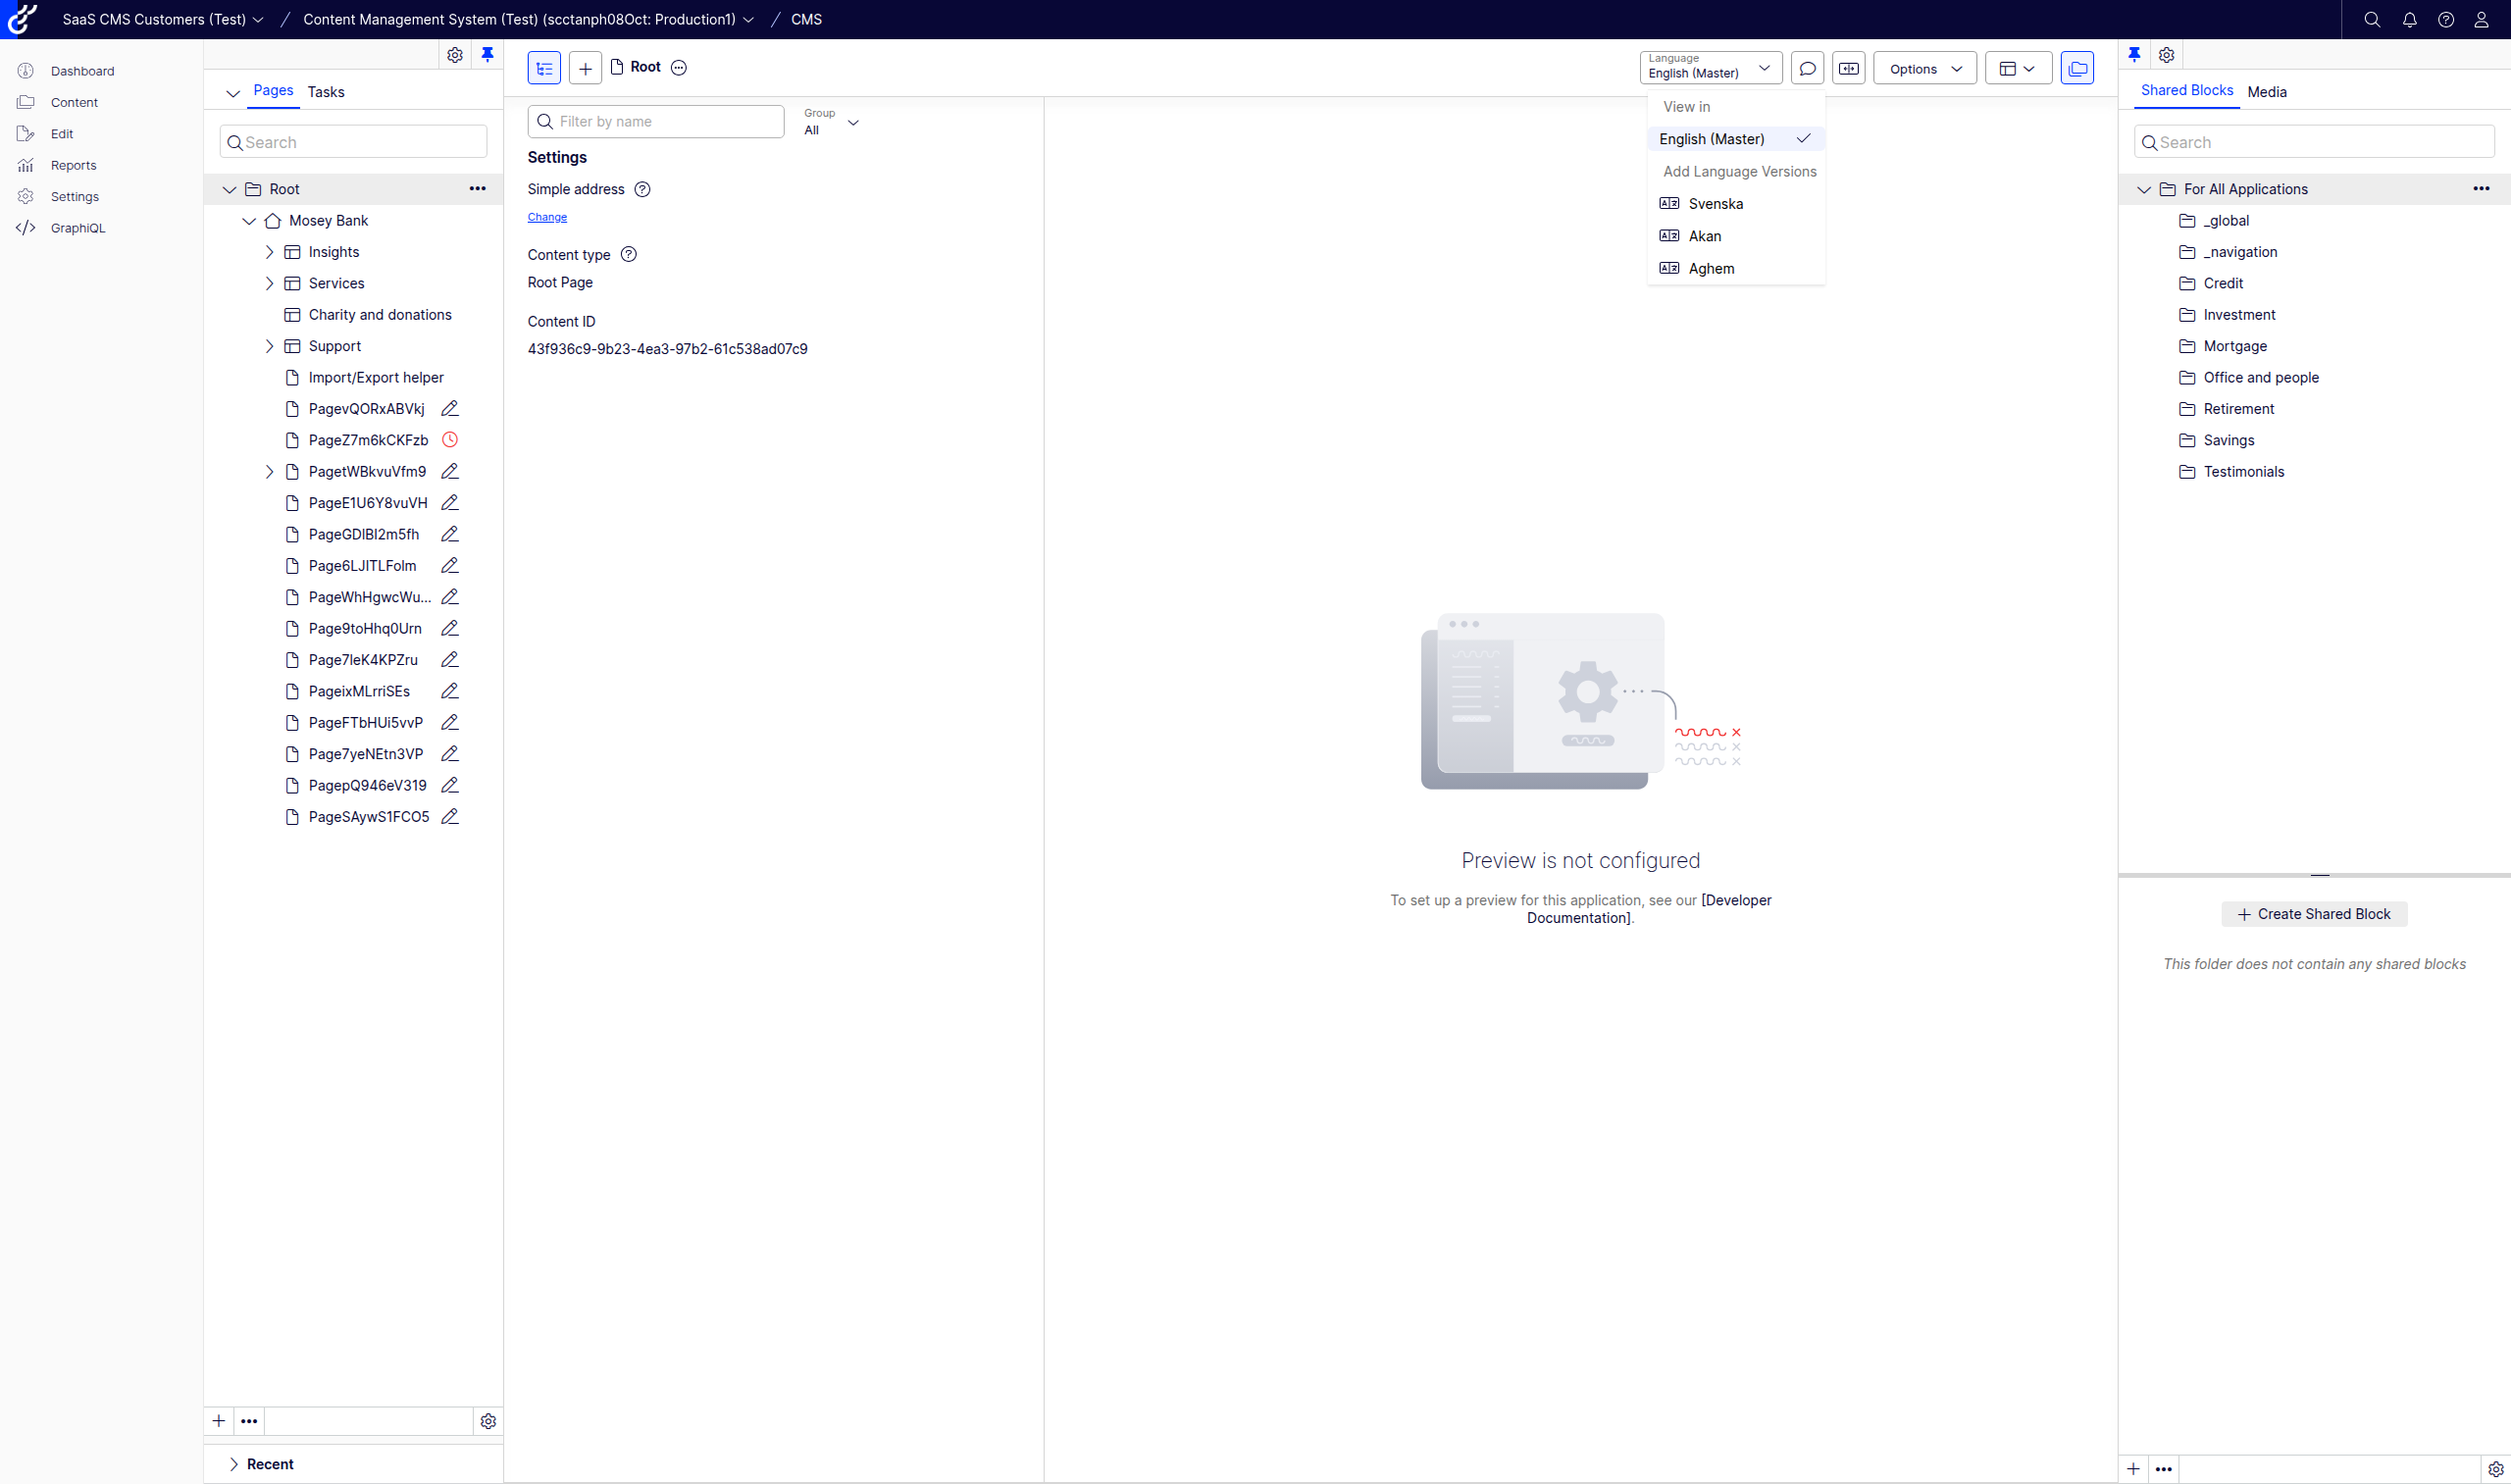 SaaS CMS Customers (Test) / Content Management System (Test) (scctanph08Oct: Production1) / CMS
Dashboard
Content
Edit
Reports
Settings
GraphiQL
Pages Tasks
Search
Root
Mosey Bank
Insights
Services
Charity and donations
Support
Import/Export helper
PagevQORxABVkj
PageZ7m6kCKFzb
PagetWBkvuVfm9
PageE1U6Y8vuVH
PageGDIBI2m5fh
Page6LJITLFolm
PageWhHgwcWu...
Page9toHhq0Urn
Page7IeK4KPZru
PageixMLrriSEs
PageFTbHUi5vvP
Page7yeNEtn3VP
PagepQ946eV319
PageSAywS1FCO5
Recent
Root
Language
English (Master)
Options
Filter by name
Group
All
Settings
Simple address
Change
Content type
Root Page
Content ID
43f936c9-9b23-4ea3-97b2-61c538ad07c9
View in
English (Master)
Add Language Versions
Svenska
Akan
Aghem
Preview is not configured
To set up a preview for this application, see our [Developer
Documentation].
Shared Blocks Media
Search
For All Applications
_global
_navigation
Credit
Investment
Mortgage
Office and people
Retirement
Savings
Testimonials
Create Shared Block
This folder does not contain any shared blocks